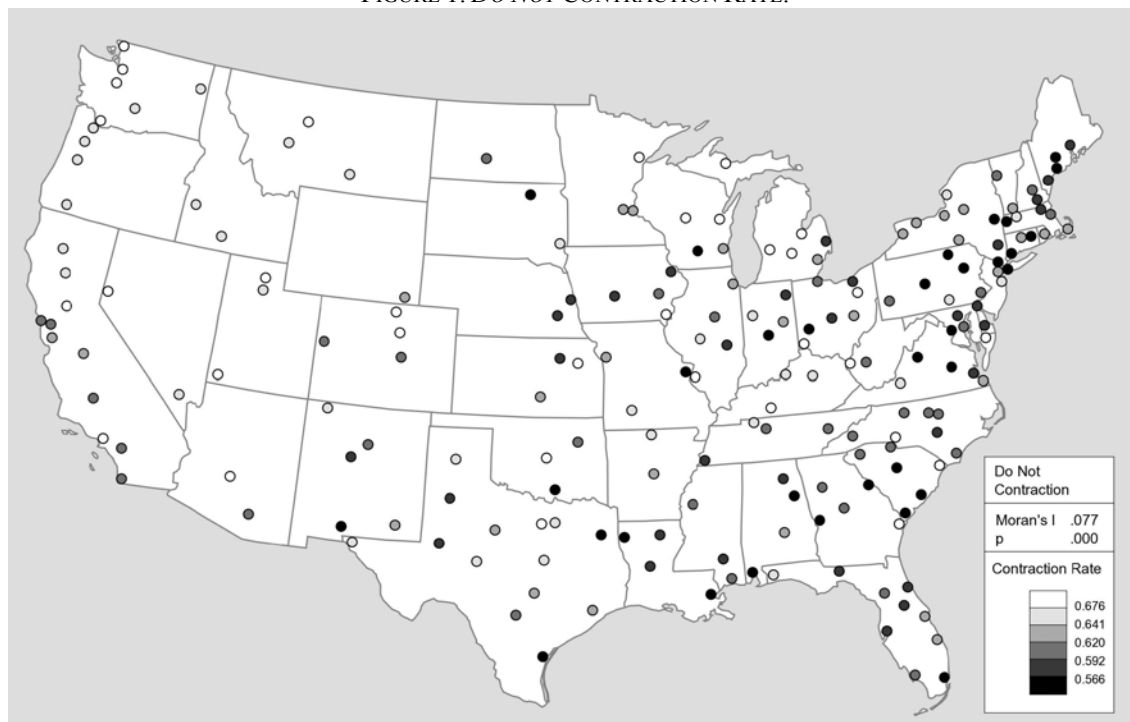 FIGURE 1. DO NOT CONTRACTION RATE.
Do Not
Contraction
Moran's I .077
p .000
Contraction Rate
0.676
0.641
0.620
0.592
0.566